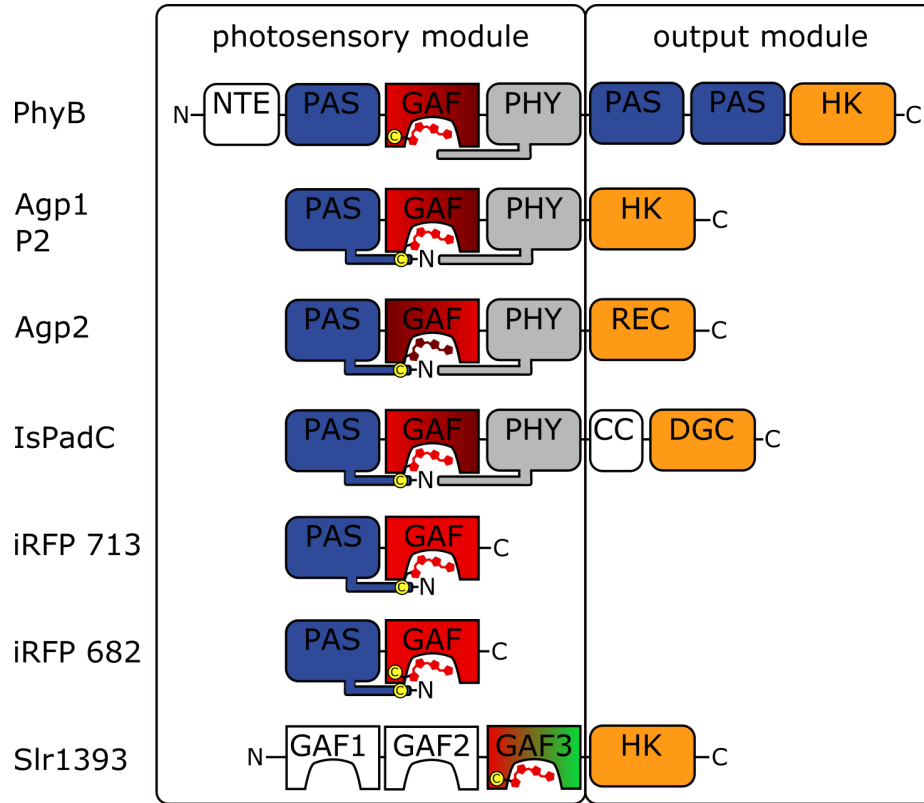 photosensory module output module
PhyB N NTE PAS GAF C PHY PAS PAS HK C
Agp1
P2 PAS GAF C N PHY HK C
Agp2 PAS GAF C N PHY REC C
IsPadC PAS GAF C N PHY CC DGC C
iRFP 713 PAS GAF C N C
iRFP 682 PAS GAF C C N C
Slr1393 N GAF1 GAF2 GAF3 C HK C